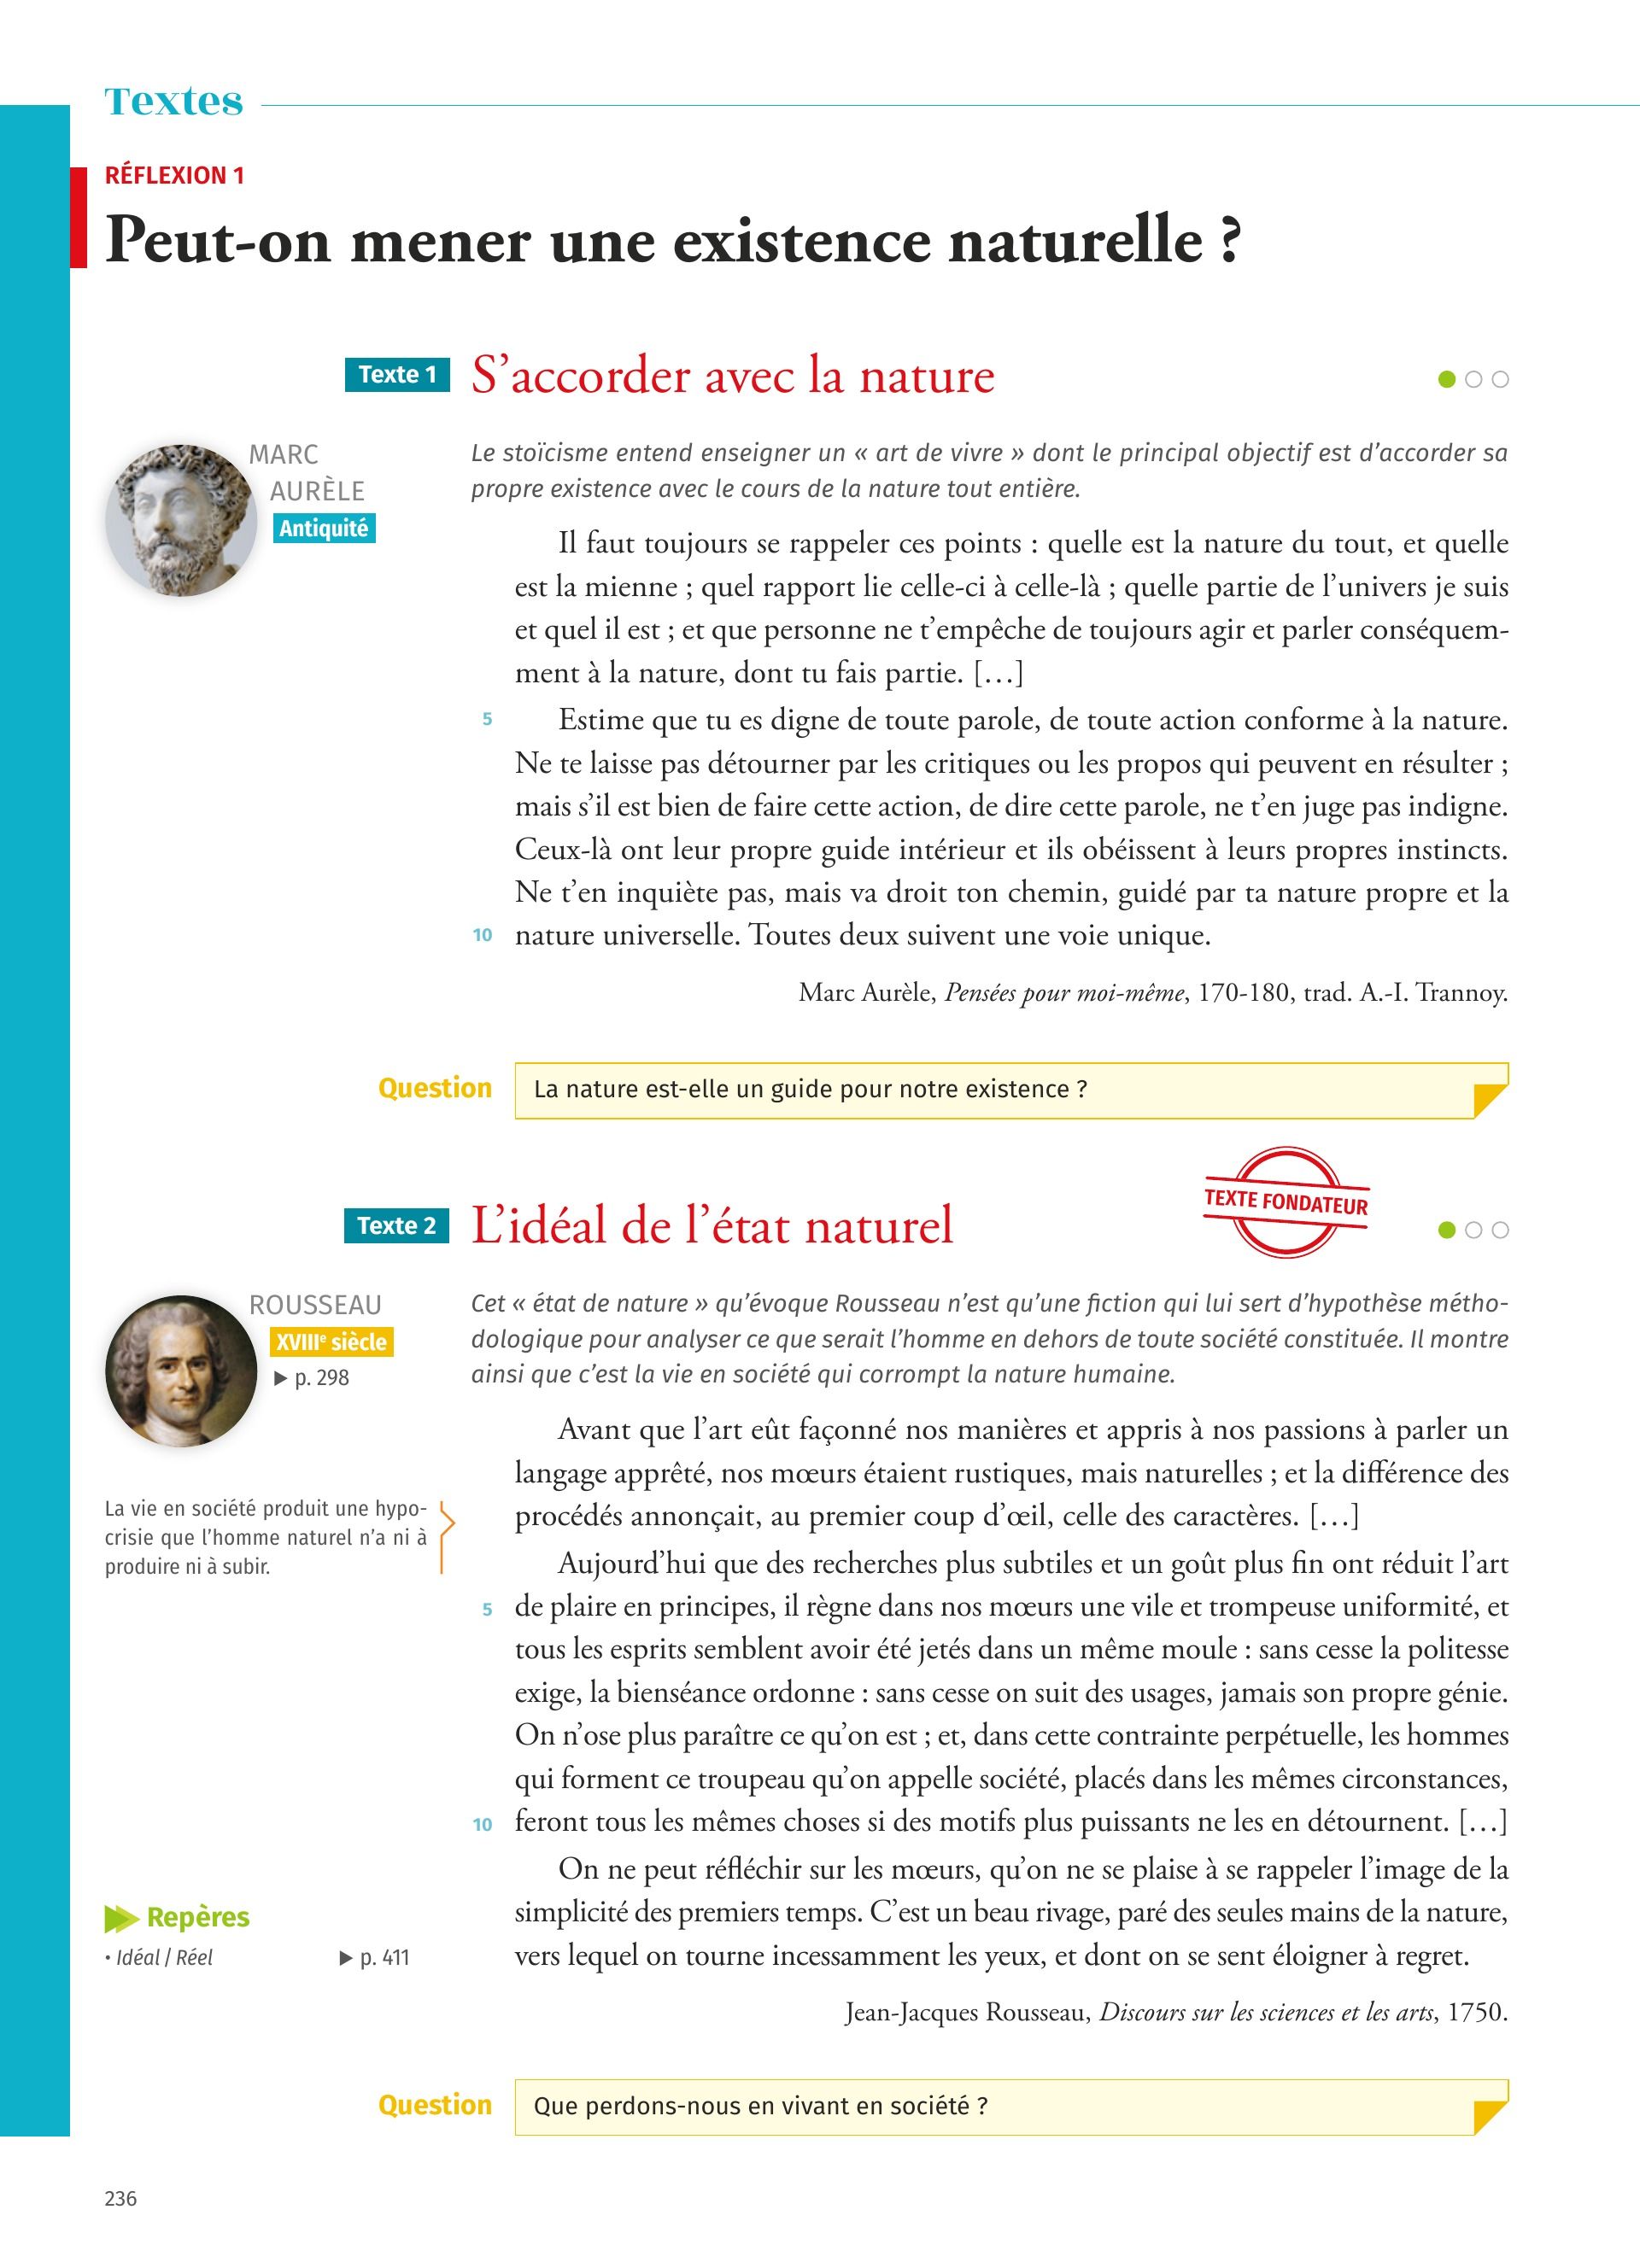 Textes
RÉFLEXION 1
Peut-on mener une existence naturelle ?
Texte 1
S’accorder avec la nature
MARC
AURÈLE
Antiquité
Le stoïcisme entend enseigner un « art de vivre » dont le principal objectif est d’accorder sa
propre existence avec le cours de la nature tout entière.
Il faut toujours se rappeler ces points : quelle est la nature du tout, et quelle
est la mienne ; quel rapport lie celle-ci à celle-là ; quelle partie de l’univers je suis
et quel il est ; et que personne ne t’empêche de toujours agir et parler conséquem-
ment à la nature, dont tu fais partie. […]
5 Estime que tu es digne de toute parole, de toute action conforme à la nature.
Ne te laisse pas détourner par les critiques ou les propos qui peuvent en résulter ;
mais s’il est bien de faire cette action, de dire cette parole, ne t’en juge pas indigne.
Ceux-là ont leur propre guide intérieur et ils obéissent à leurs propres instincts.
Ne t’en inquiète pas, mais va droit ton chemin, guidé par ta nature propre et la
10 nature universelle. Toutes deux suivent une voie unique.
Marc Aurèle, Pensées pour moi-même, 170-180, trad. A.-I. Trannoy.
Question
La nature est-elle un guide pour notre existence ?
TEXTE FONDATEUR
Texte 2
L’idéal de l’état naturel
ROUSSEAU
XVIIIe siècle
▶ p. 298
Cet « état de nature » qu’évoque Rousseau n’est qu’une fiction qui lui sert d’hypothèse métho-
dologique pour analyser ce que serait l’homme en dehors de toute société constituée. Il montre
ainsi que c’est la vie en société qui corrompt la nature humaine.
Avant que l’art eût façonné nos manières et appris à nos passions à parler un
langage apprêté, nos mœurs étaient rustiques, mais naturelles ; et la différence des
procédés annonçait, au premier coup d’œil, celle des caractères. […]
La vie en société produit une hypo-
crisie que l’homme naturel n’a ni à
produire ni à subir.
Aujourd’hui que des recherches plus subtiles et un goût plus fin ont réduit l’art
5 de plaire en principes, il règne dans nos mœurs une vile et trompeuse uniformité, et
tous les esprits semblent avoir été jetés dans un même moule : sans cesse la politesse
exige, la bienséance ordonne : sans cesse on suit des usages, jamais son propre génie.
On n’ose plus paraître ce qu’on est ; et, dans cette contrainte perpétuelle, les hommes
qui forment ce troupeau qu’on appelle société, placés dans les mêmes circonstances,
10 feront tous les mêmes choses si des motifs plus puissants ne les en détournent. […]
On ne peut réfléchir sur les mœurs, qu’on ne se plaise à se rappeler l’image de la
simplicité des premiers temps. C’est un beau rivage, paré des seules mains de la nature,
vers lequel on tourne incessamment les yeux, et dont on se sent éloigner à regret.
Repères
• Idéal / Réel ▶ p. 411
Jean-Jacques Rousseau, Discours sur les sciences et les arts, 1750.
Question
Que perdons-nous en vivant en société ?
236